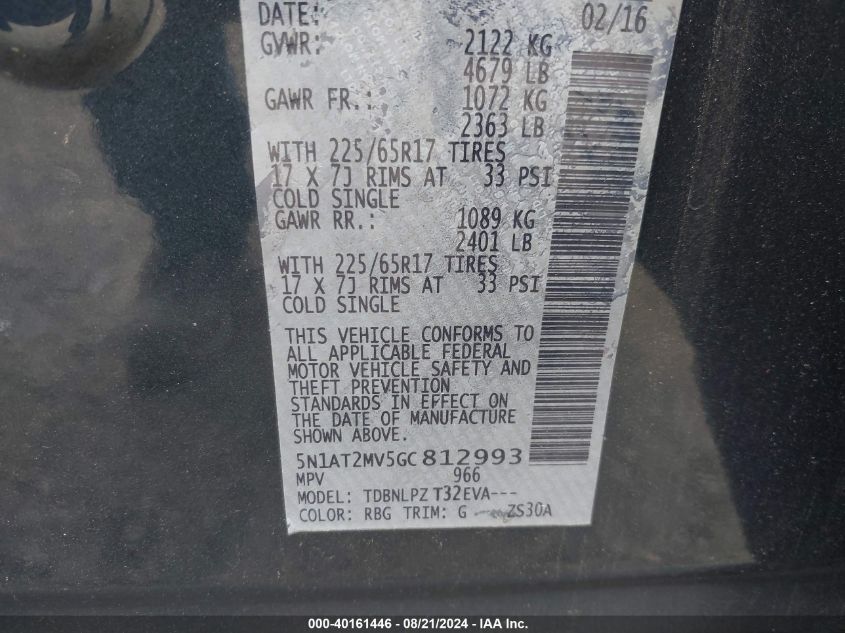 DATE: 02/16
GVWR: 2122 KG
4679 LB
GAWR FR.: 1072 KG
2363 LB
WITH 225/65R17 TIRES
17 X 7J RIMS AT 33 PSI
COLD SINGLE
GAWR RR.: 1089 KG
2401 LB
WITH 225/65R17 TIRES
17 X 7J RIMS AT 33 PSI
COLD SINGLE
THIS VEHICLE CONFORMS TO
ALL APPLICABLE FEDERAL
MOTOR VEHICLE SAFETY AND
THEFT PREVENTION
STANDARDS IN EFFECT ON
THE DATE OF MANUFACTURE
SHOWN ABOVE.
5N1AT2MV5GC812993
MPV 966
MODEL: TDBNLPZ T32EVA---
COLOR: RBG TRIM: G ZS30A
000-40161446 - 08/21/2024 - IAA Inc.